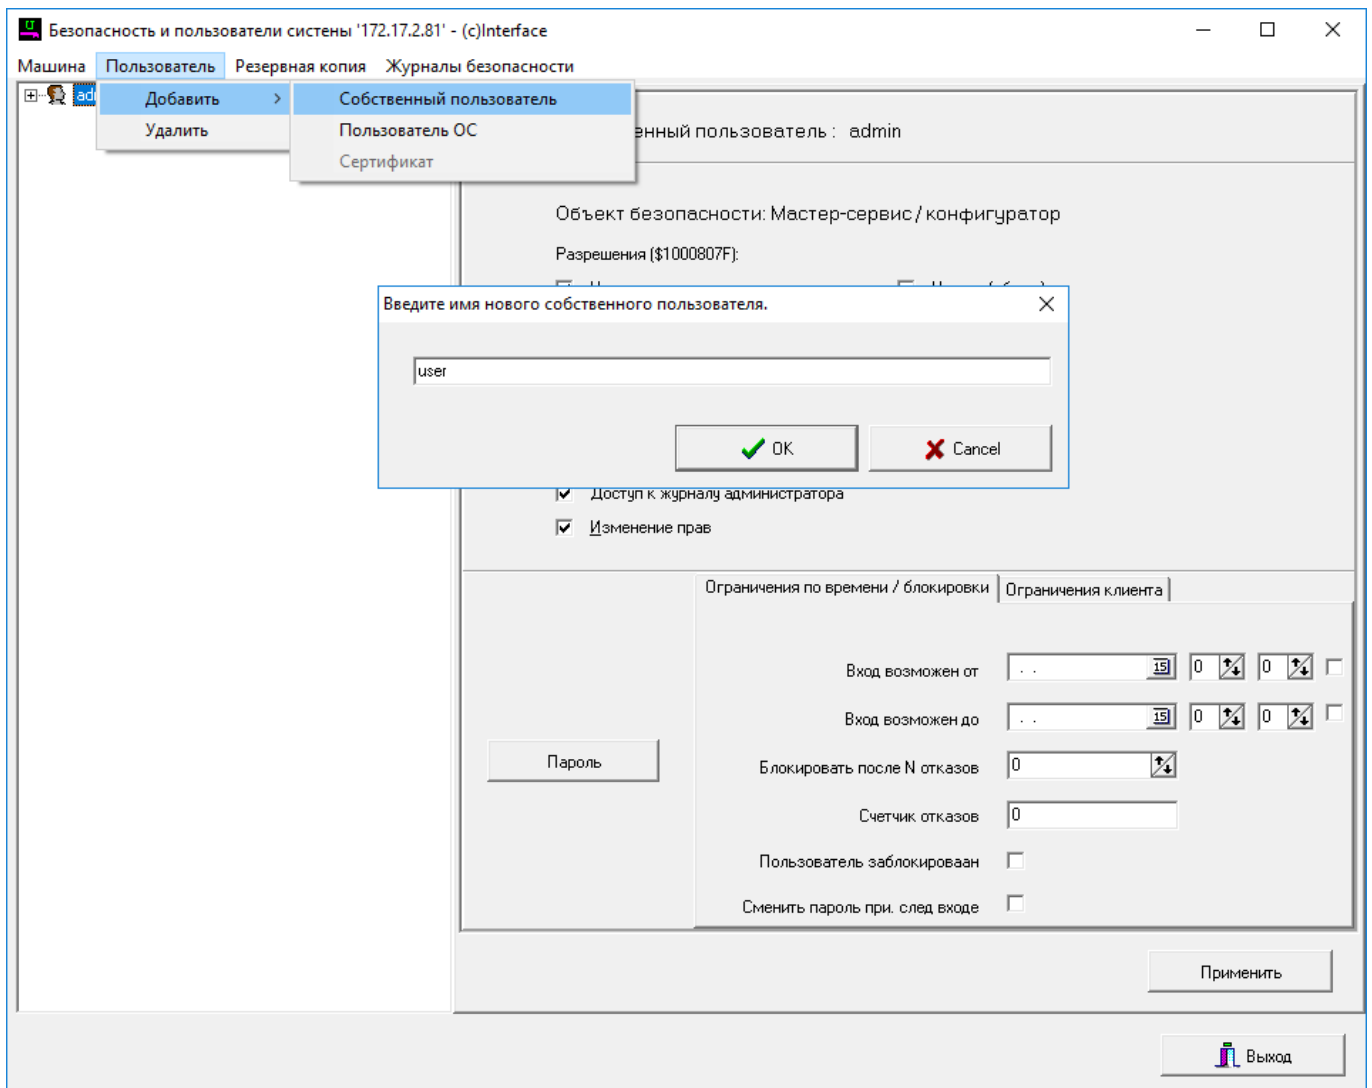 Безопасность и пользователи системы '172.17.2.81' - (c)Interface
Машина Пользователь Резервная копия Журналы безопасности
Добавить
Удалить
Собственный пользователь
Пользователь ОС
Сертификат
пользователь : admin
Объект безопасности: Мастер-сервис / конфигуратор
Разрешения ($1000807F):
Введите имя нового собственного пользователя.
user
OK Cancel
Доступ к журналу администратора
Изменение прав
Ограничения по времени / блокировки Ограничения клиента
Вход возможен от . . 15 0 0
Вход возможен до . . 15 0 0
Пароль
Блокировать после N отказов 0
Счетчик отказов 0
Пользователь заблокироваан
Сменить пароль при. след входе
Применить
Выход